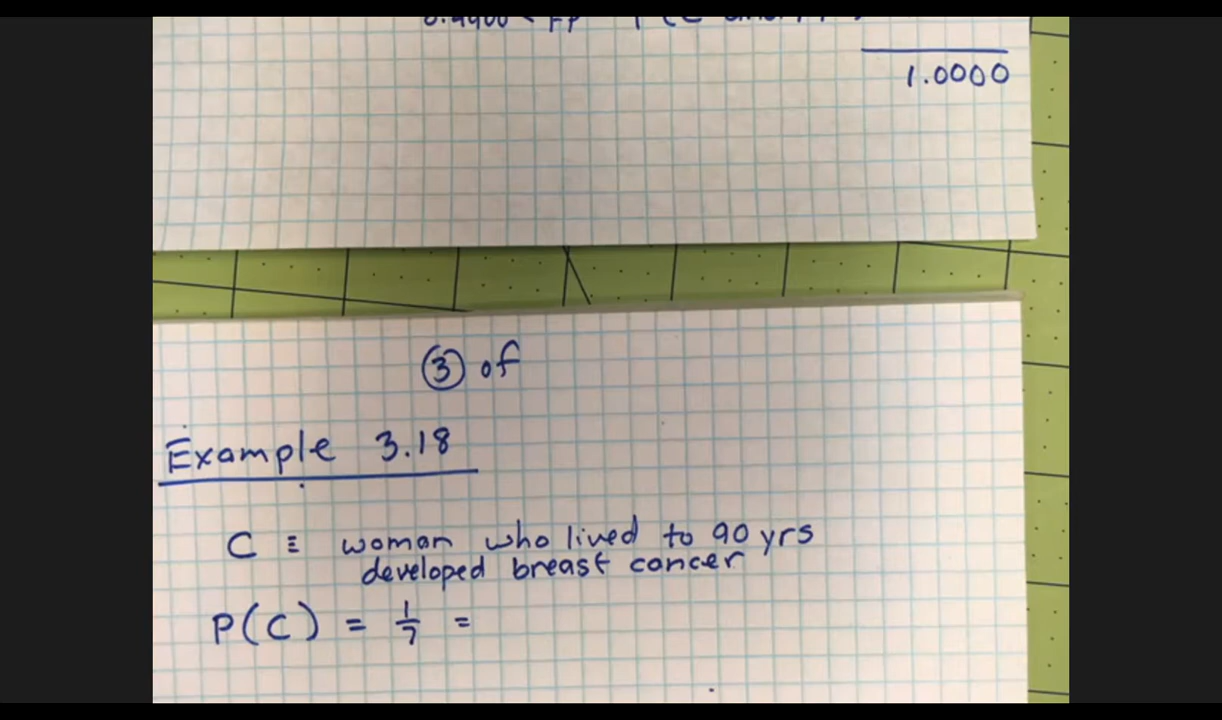 1.0000
③ of
Example 3.18
C ≡ woman who lived to 90 yrs
developed breast cancer
P(C) = 1/7 =